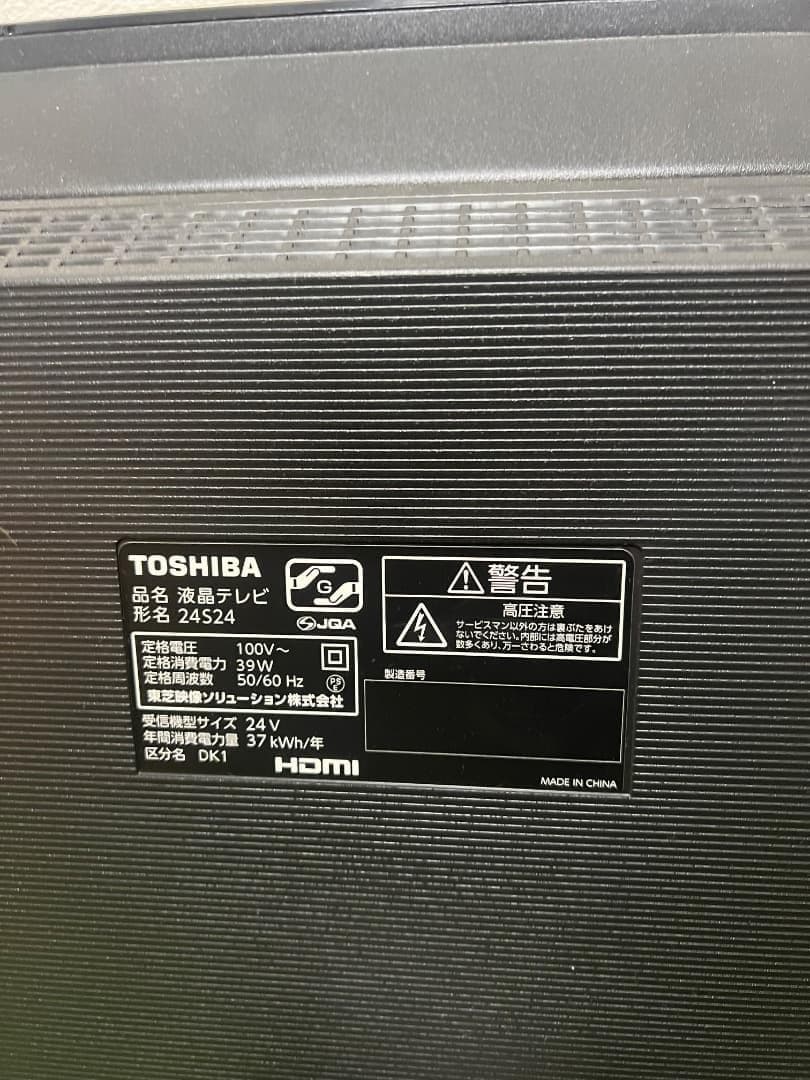 TOSHIBA
品名 液晶テレビ
形名 24S24
G
JQA
定格電圧 100V～
定格消費電力 39W
定格周波数 50/60 Hz
PS
E
東芝映像ソリューション株式会社
受信機型サイズ 24V
年間消費電力量 37 kWh/年
区分名 DK1
HDMI
警告
高圧注意
サービスマン以外の方は裏ぶたをあけ
ないでください。内部には高電圧部分が
数多くあり、万一さわると危険です。
製造番号
MADE IN CHINA